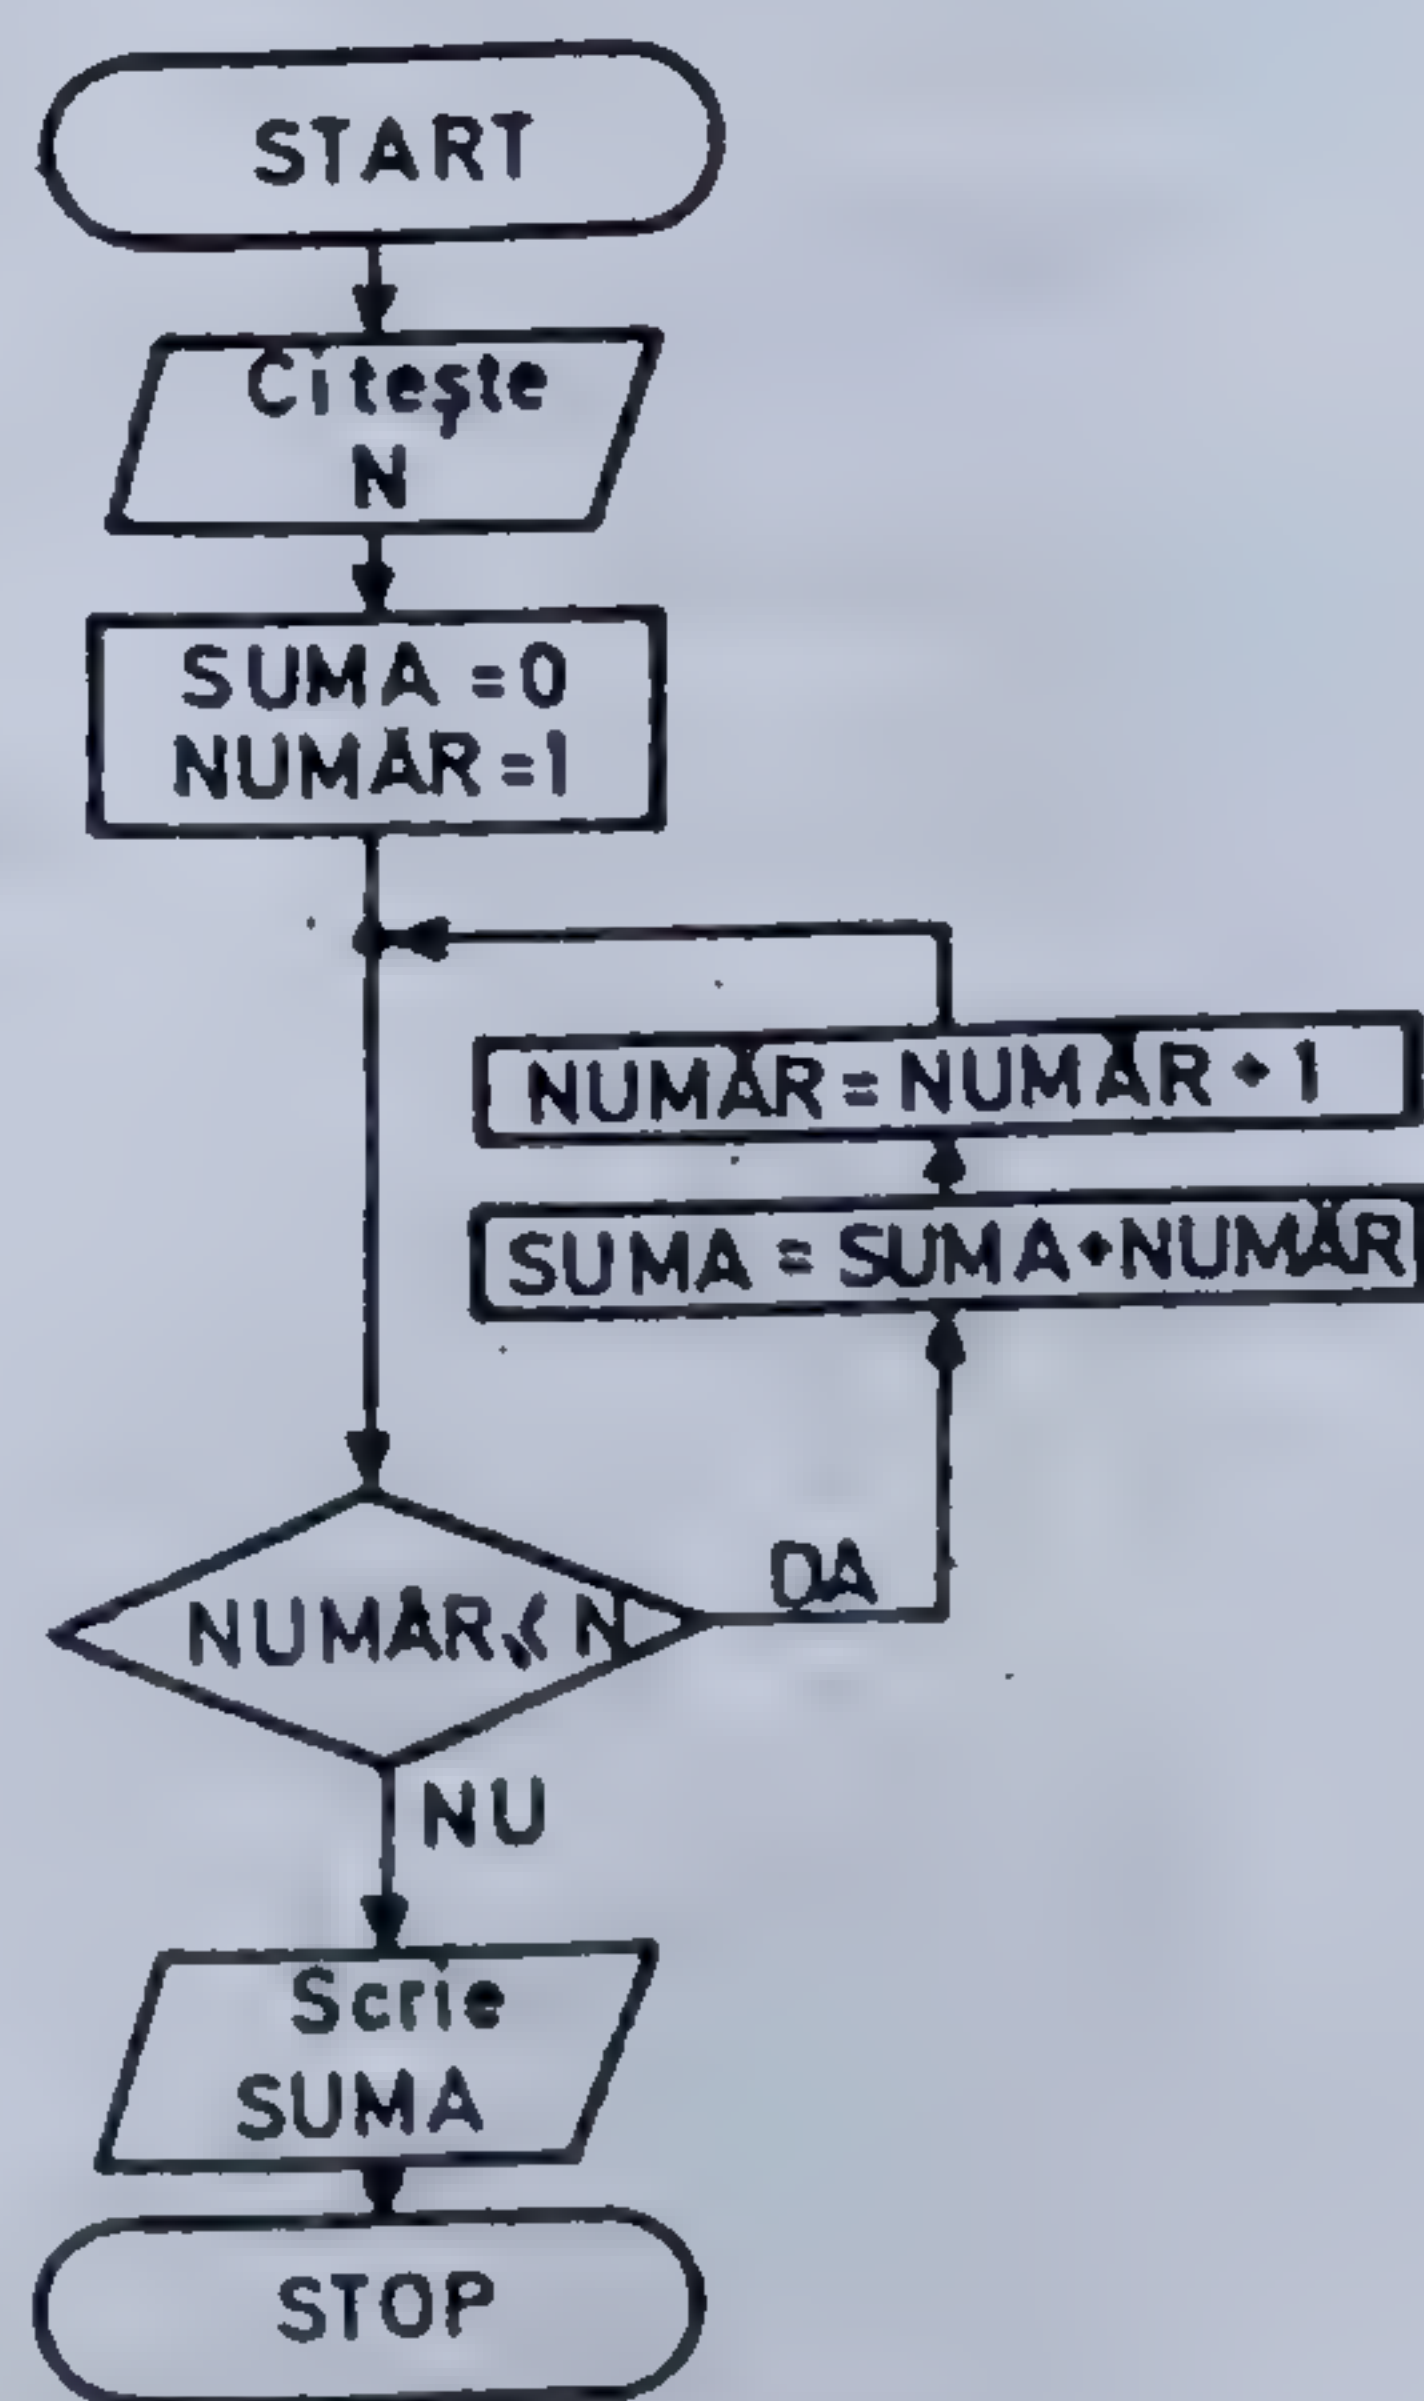 START
Citește
N
SUMA = 0
NUMĂR = 1
NUMĂR = NUMĂR + 1
SUMA = SUMA + NUMĂR
NUMĂR ≤ N
DA
NU
Scrie
SUMA
STOP